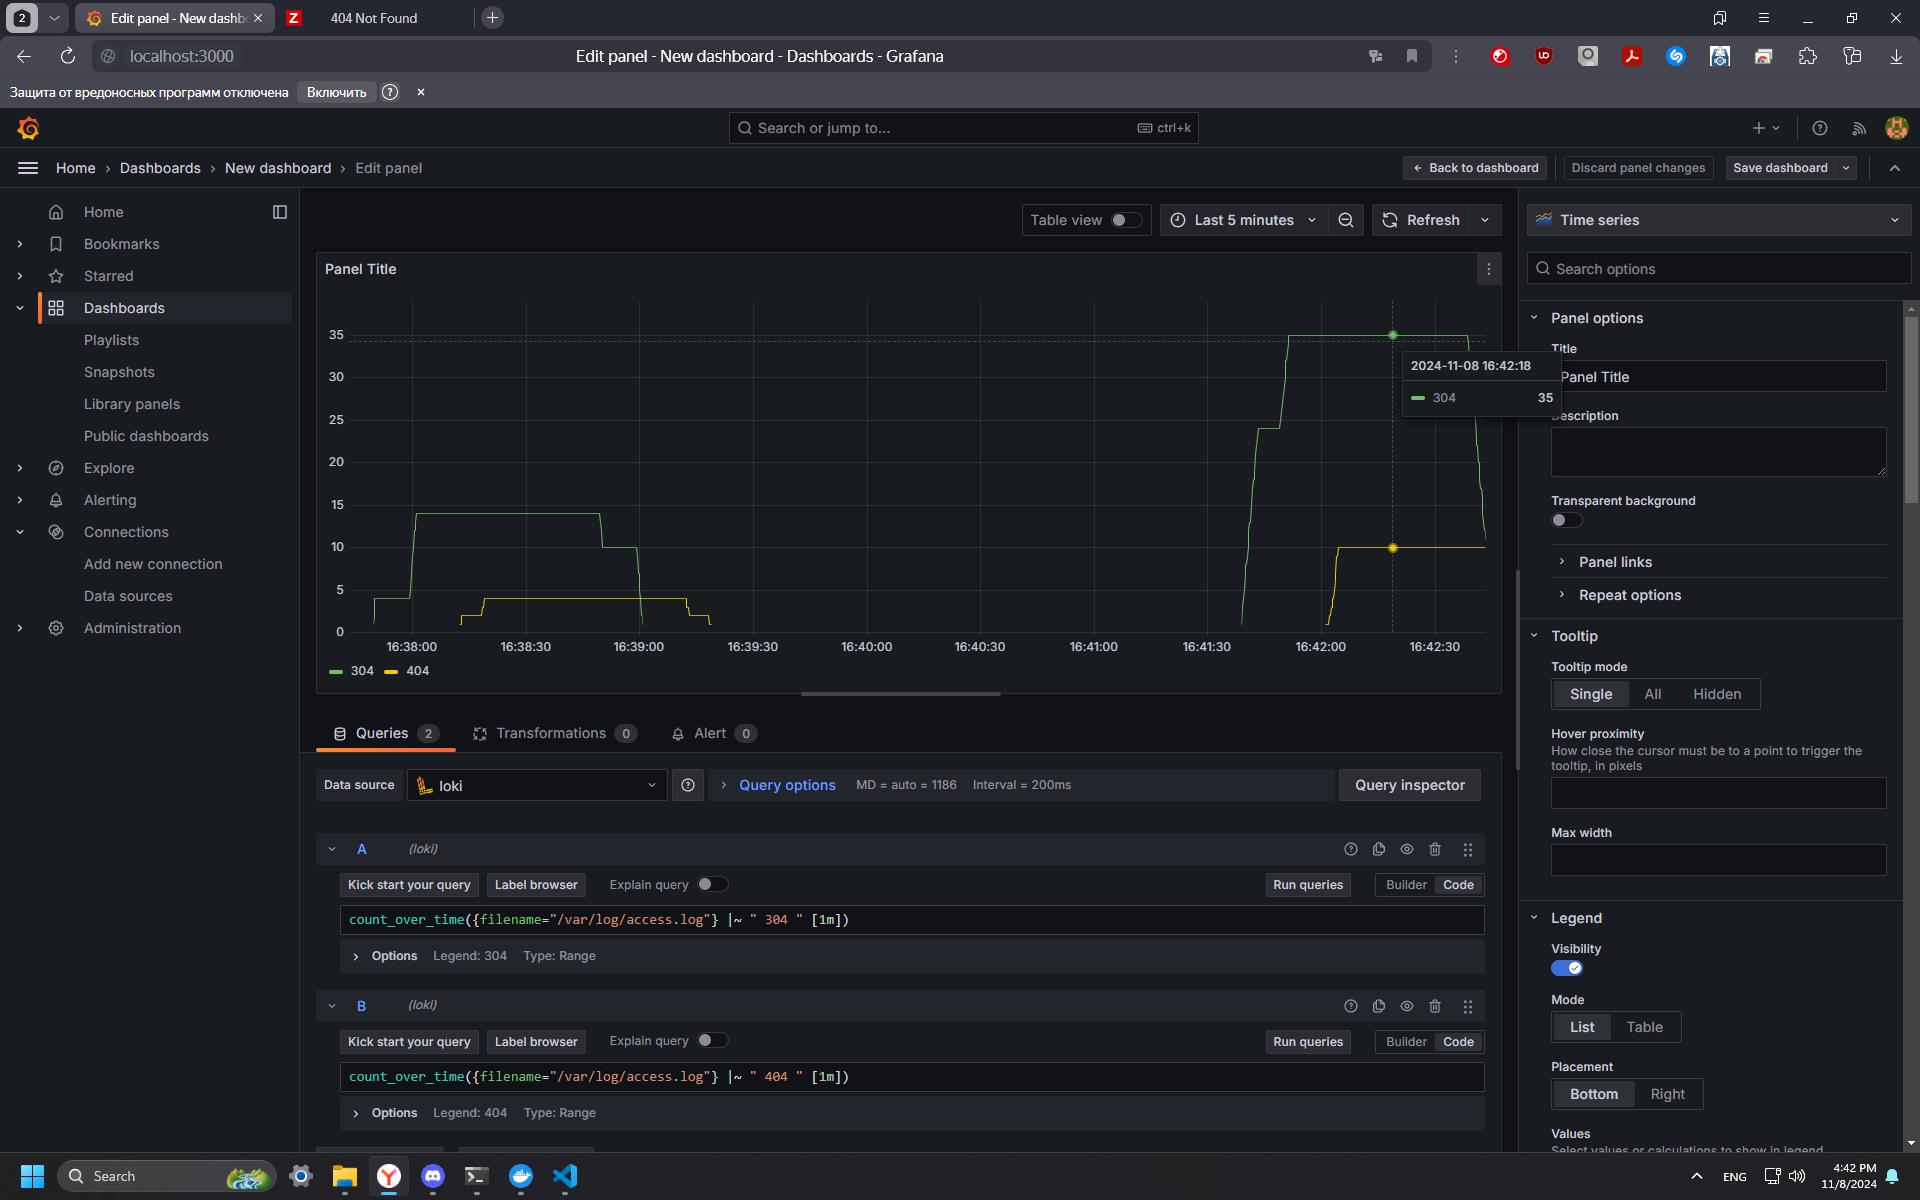 2
Edit panel - New dashb
404 Not Found
localhost:3000
Edit panel - New dashboard - Dashboards - Grafana
Защита от вредоносных программ отключена
Включить
Search or jump to...
ctrl+k
Home › Dashboards › New dashboard › Edit panel
Back to dashboard
Discard panel changes
Save dashboard
Home
Bookmarks
Starred
Dashboards
Playlists
Snapshots
Library panels
Public dashboards
Explore
Alerting
Connections
Add new connection
Data sources
Administration
Table view
Last 5 minutes
Refresh
Panel Title
35
30
25
20
15
10
5
0
16:38:00
16:38:30
16:39:00
16:39:30
16:40:00
16:40:30
16:41:00
16:41:30
16:42:00
16:42:30
304
404
2024-11-08 16:42:18
304 35
Queries 2
Transformations 0
Alert 0
Data source
loki
Query options
MD = auto = 1186
Interval = 200ms
Query inspector
A
(loki)
Kick start your query
Label browser
Explain query
Run queries
Builder
Code
count_over_time({filename="/var/log/access.log"} |~ " 304 " [1m])
Options
Legend: 304
Type: Range
B
(loki)
Kick start your query
Label browser
Explain query
Run queries
Builder
Code
count_over_time({filename="/var/log/access.log"} |~ " 404 " [1m])
Options
Legend: 404
Type: Range
Time series
Search options
Panel options
Title
Panel Title
Description
Transparent background
Panel links
Repeat options
Tooltip
Tooltip mode
Single
All
Hidden
Hover proximity
How close the cursor must be to a point to trigger the
tooltip, in pixels
Max width
Legend
Visibility
Mode
List
Table
Placement
Bottom
Right
Values
Select values or calculations to show in legend
Search
ENG
4:42 PM
11/8/2024